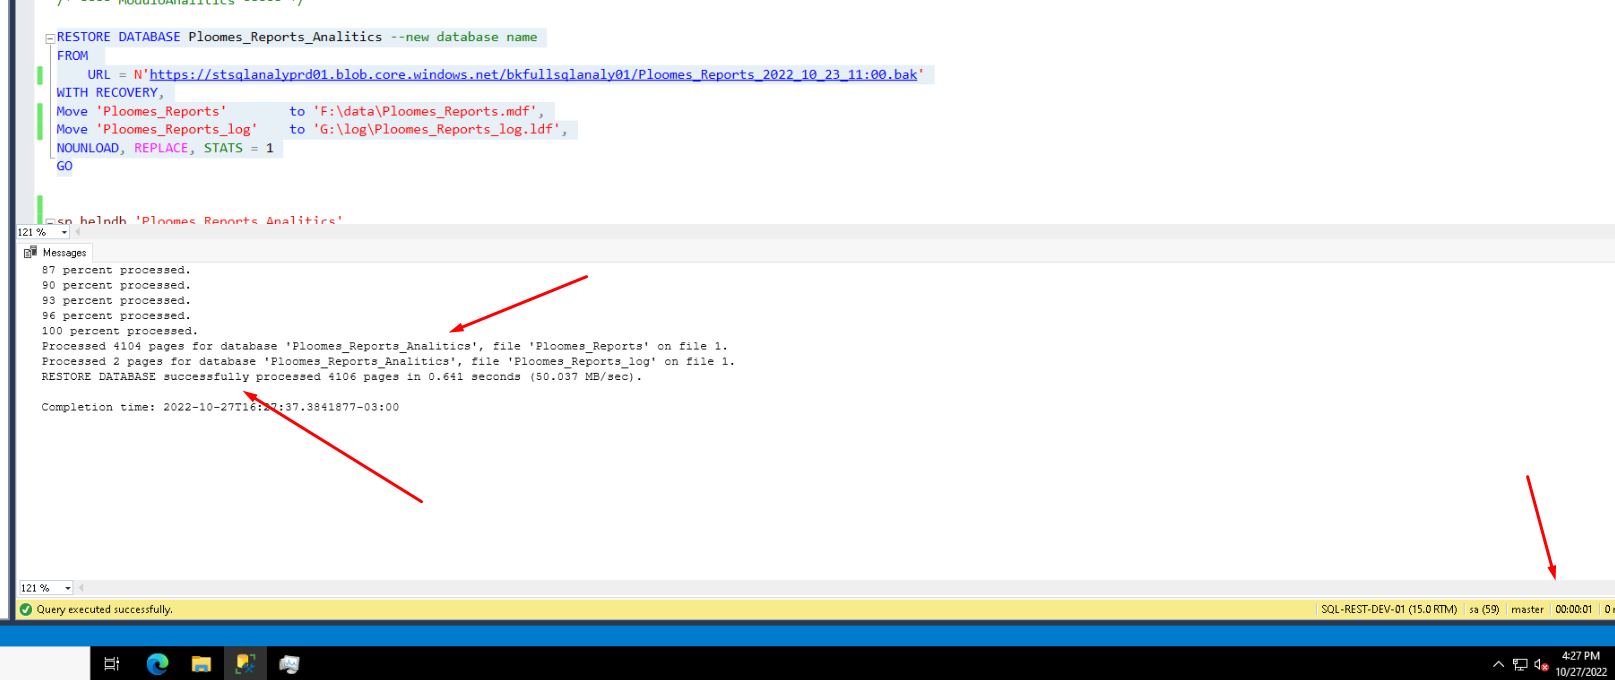 /* ---- ModuloAnalitics ----- */
RESTORE DATABASE Ploomes_Reports_Analitics --new database name
FROM
URL = N'https://stsqlanalyprd01.blob.core.windows.net/bkfullsqlanaly01/Ploomes_Reports_2022_10_23_11:00.bak'
WITH RECOVERY,
Move 'Ploomes_Reports' to 'F:\data\Ploomes_Reports.mdf',
Move 'Ploomes_Reports_log' to 'G:\log\Ploomes_Reports_log.ldf',
NOUNLOAD, REPLACE, STATS = 1
GO
sp_helpdb 'Ploomes_Reports_Analitics'
121 %
Messages
87 percent processed.
90 percent processed.
93 percent processed.
96 percent processed.
100 percent processed.
Processed 4104 pages for database 'Ploomes_Reports_Analitics', file 'Ploomes_Reports' on file 1.
Processed 2 pages for database 'Ploomes_Reports_Analitics', file 'Ploomes_Reports_log' on file 1.
RESTORE DATABASE successfully processed 4106 pages in 0.641 seconds (50.037 MB/sec).
Completion time: 2022-10-27T16:27:37.3841877-03:00
121 %
Query executed successfully. SQL-REST-DEV-01 (15.0 RTM) sa (59) master 00:00:01 0
4:27 PM
10/27/2022